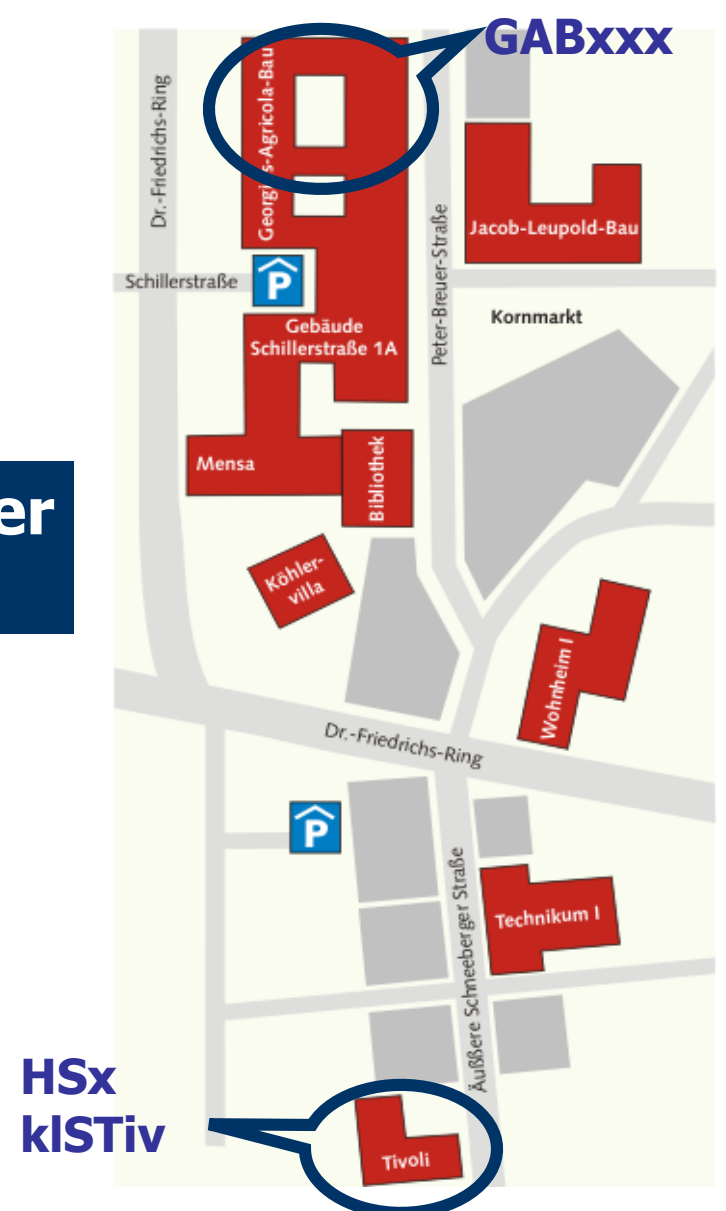 GABxxx
Georgius-Agricola-Bau
Dr.-Friedrichs-Ring
Jacob-Leupold-Bau
Peter-Breuer-Straße
Schillerstraße
P
Kornmarkt
Gebäude
Schillerstraße 1A
Mensa
Bibliothek
er
Köhler-
villa
Wohnheim I
Dr.-Friedrichs-Ring
P
Äußßere Schneeberger Straße
Technikum I
HSx
klSTiv
Tivoli